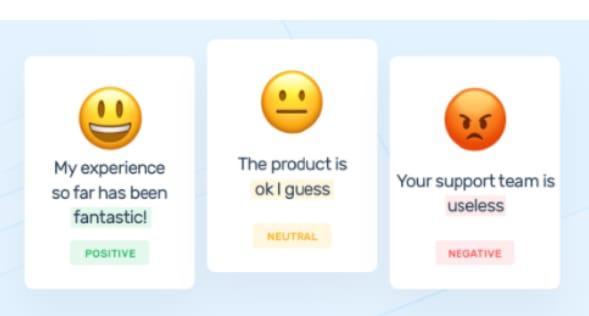 My experience
so far has been
fantastic!
POSITIVE
The product is
ok I guess
NEUTRAL
Your support team is
useless
NEGATIVE